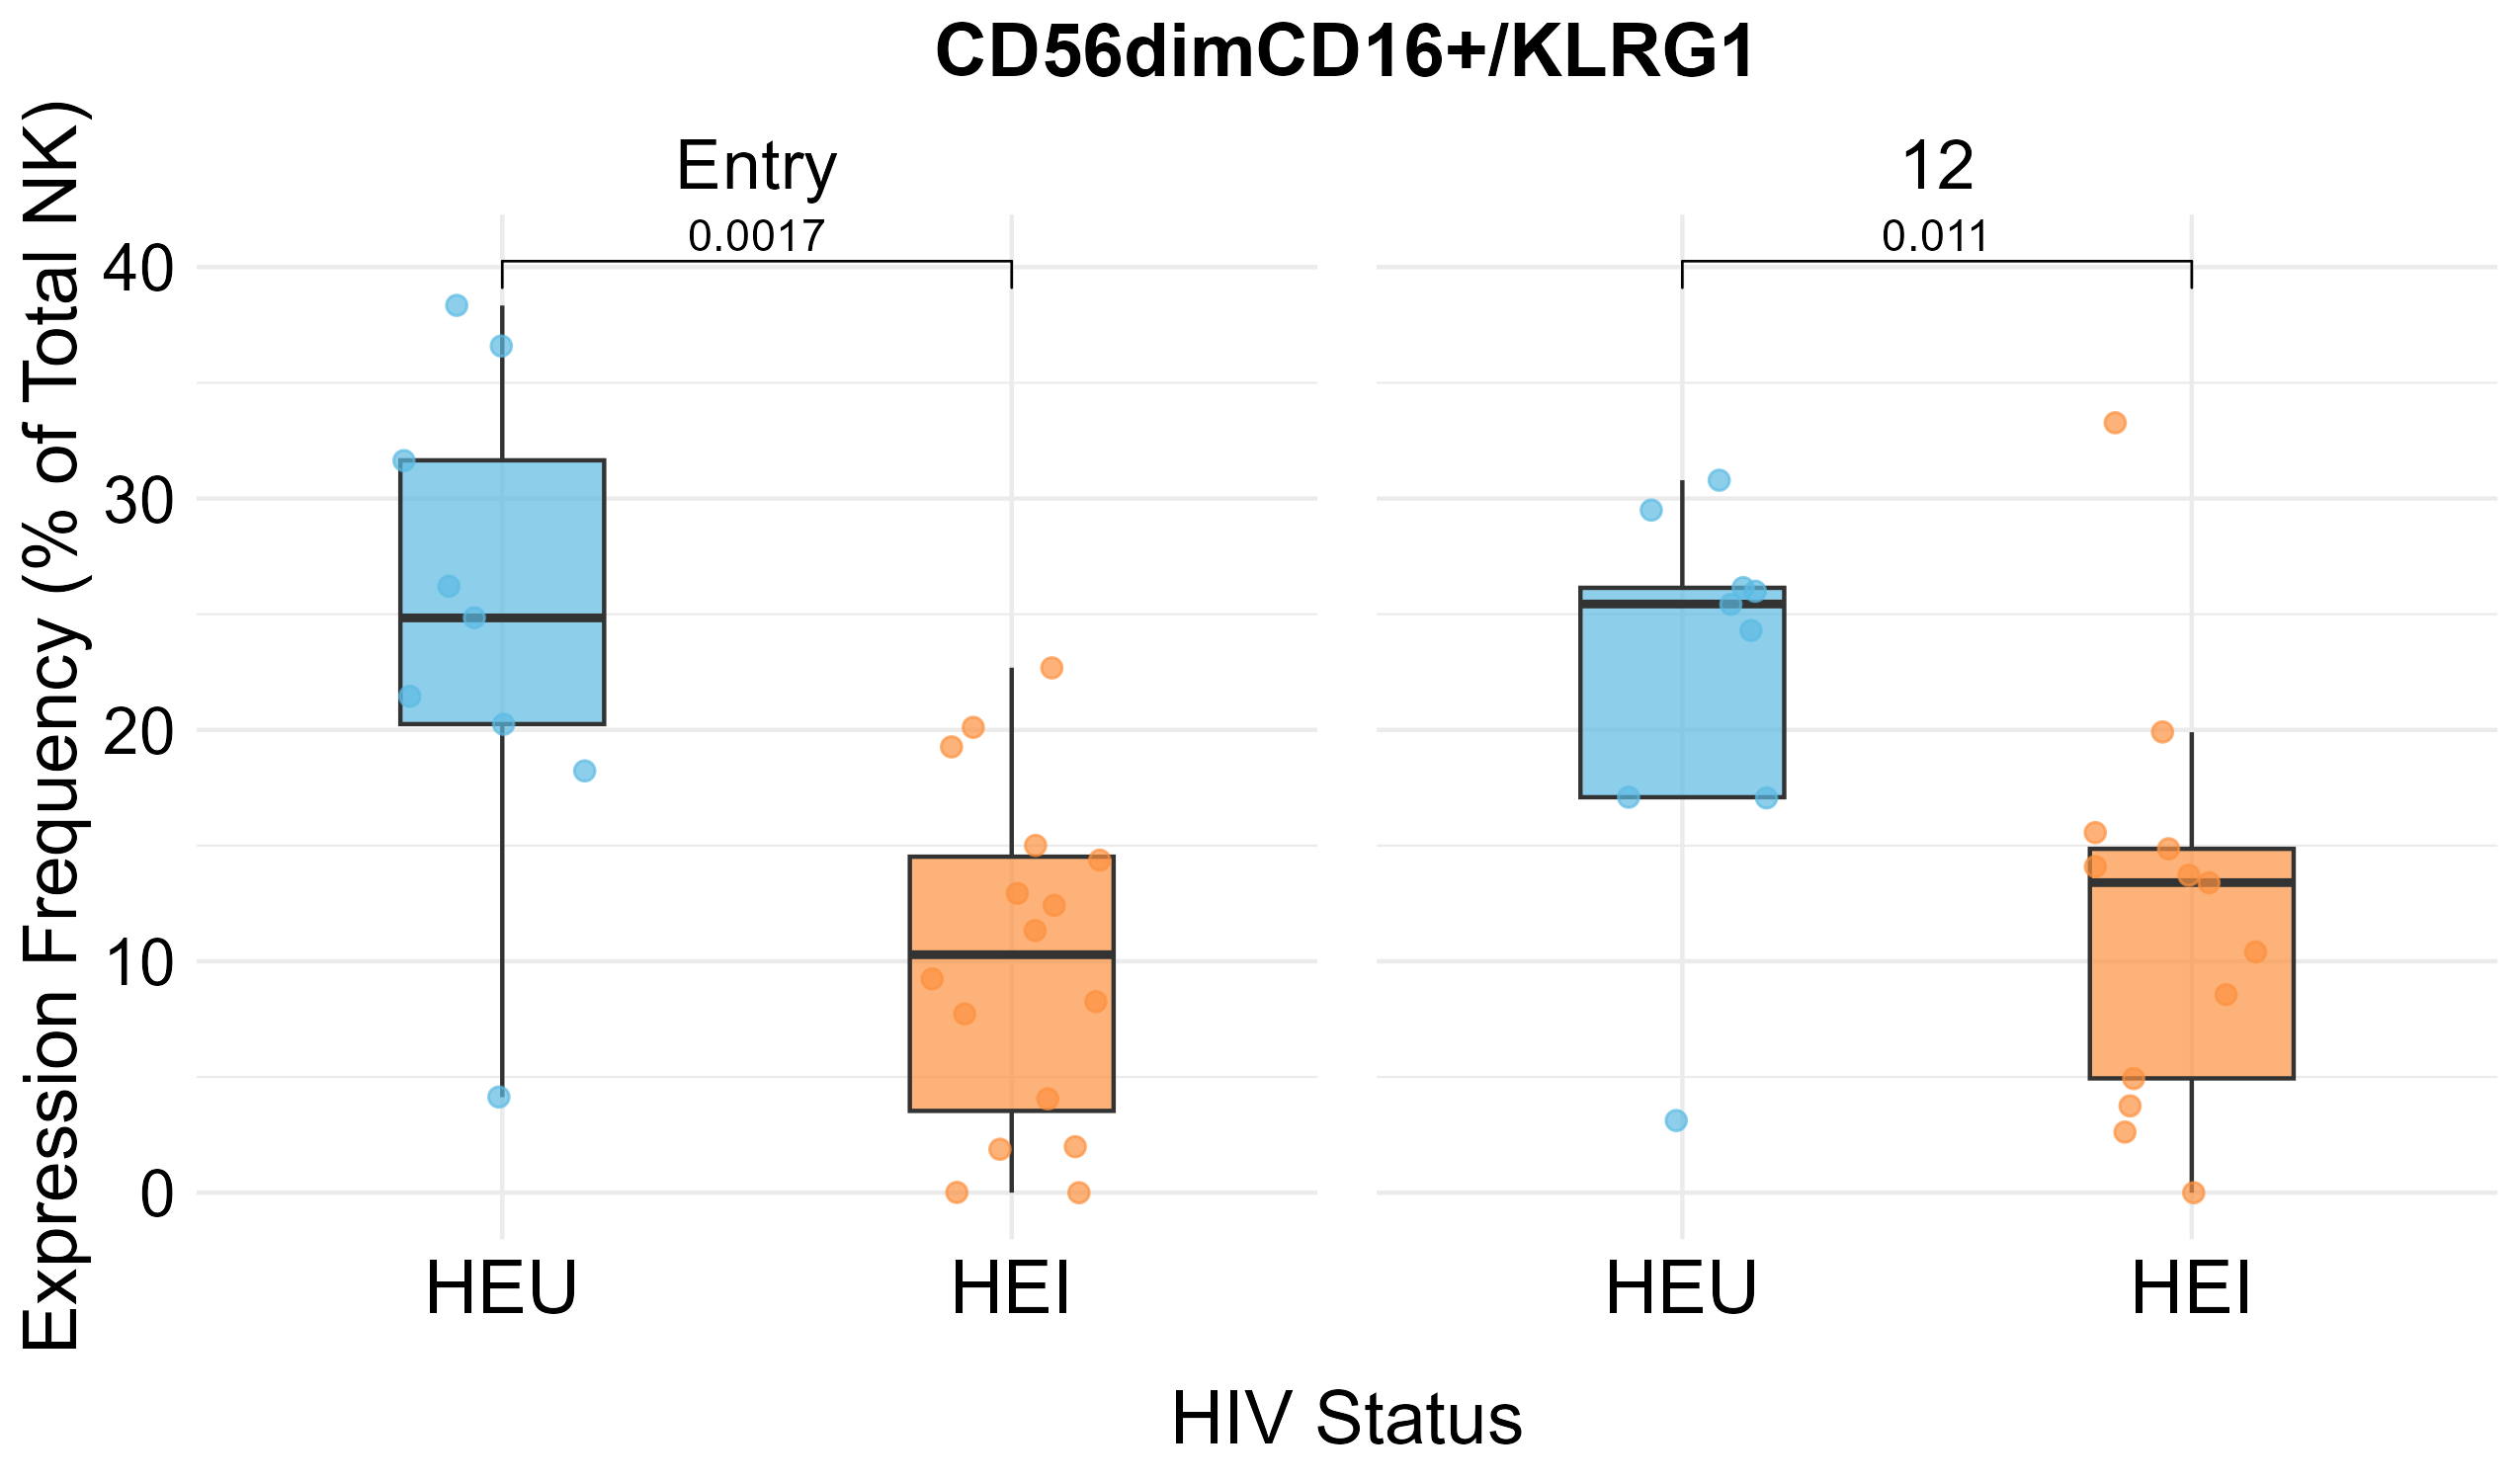 CD56dimCD16+/KLRG1
Entry
12
0.0017
0.011
Expression Frequency (% of Total NK)
40
30
20
10
0
HEU
HEI
HEU
HEI
HIV Status